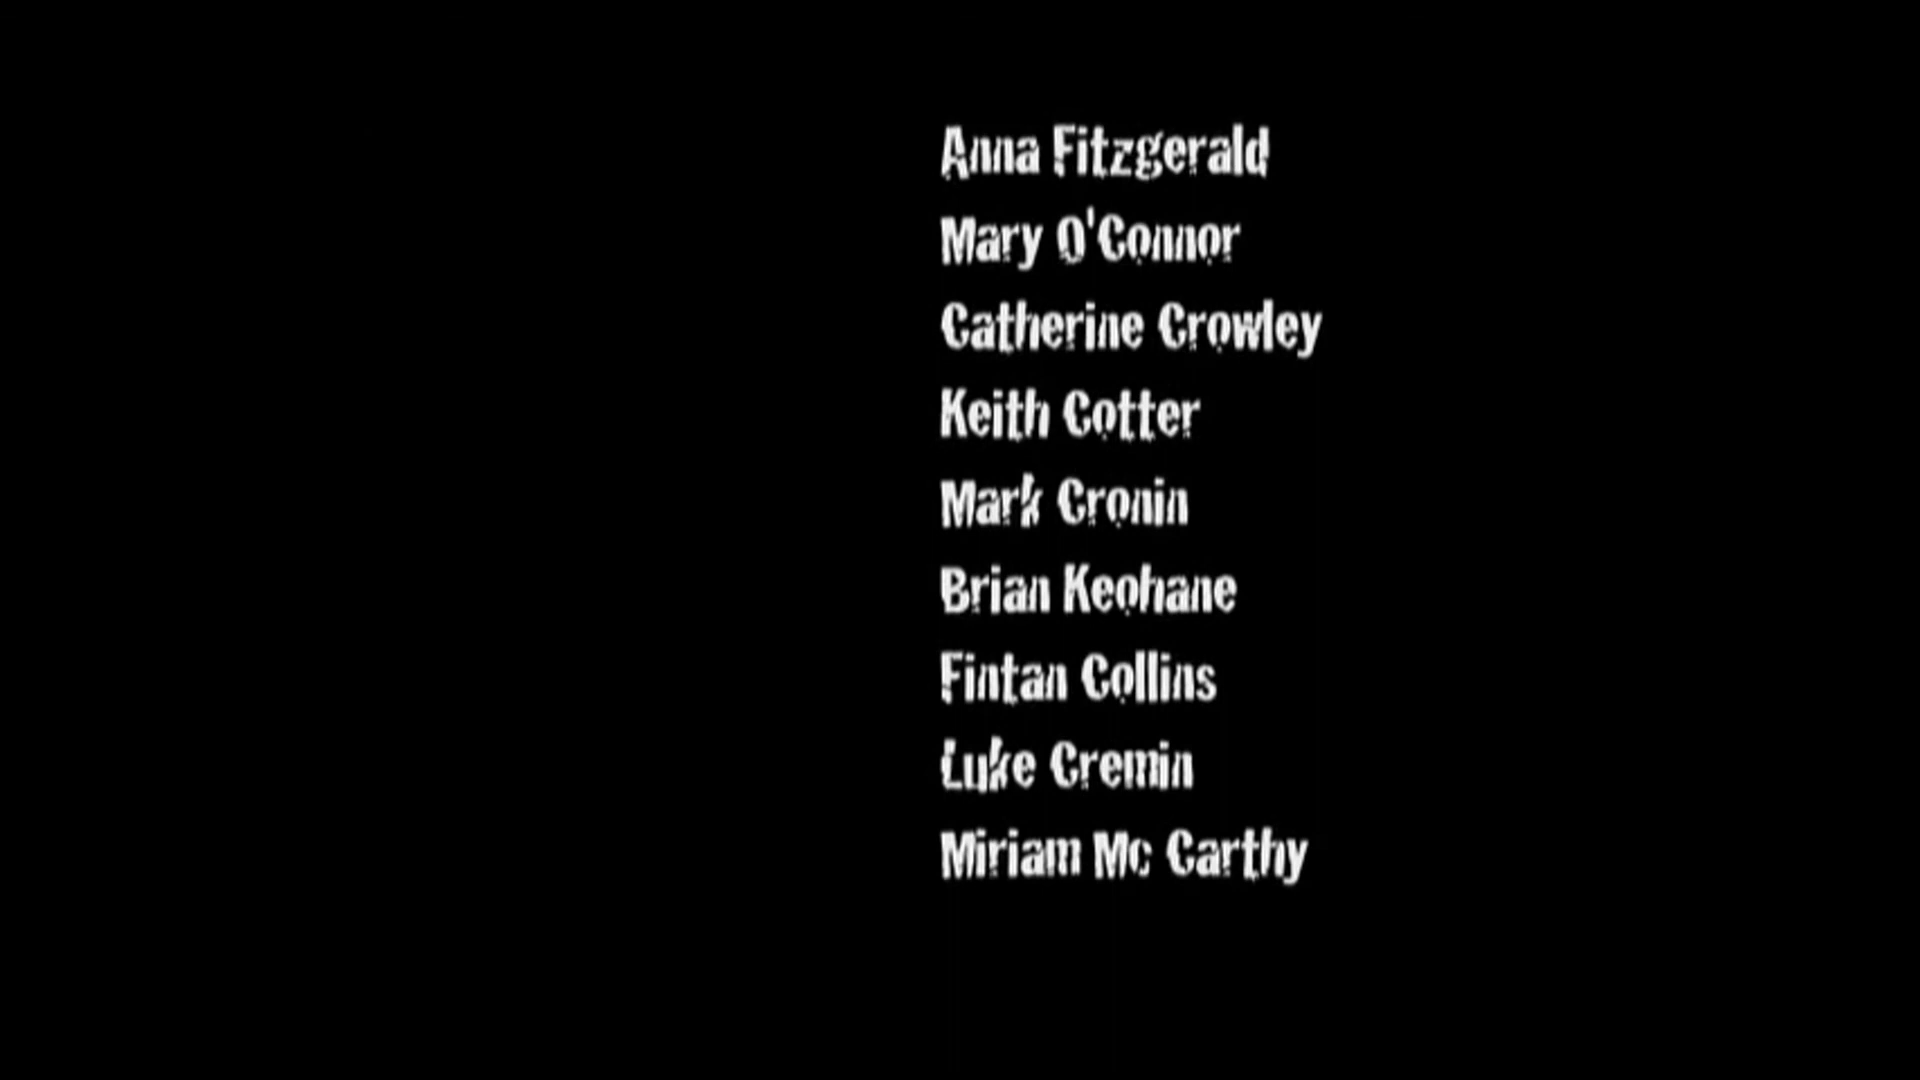 Anna Fitzgerald
Mary O'Connor
Catherine Crowley
Keith Cotter
Mark Cronin
Brian Keohane
Fintan Collins
Luke Cremin
Miriam Mc Carthy